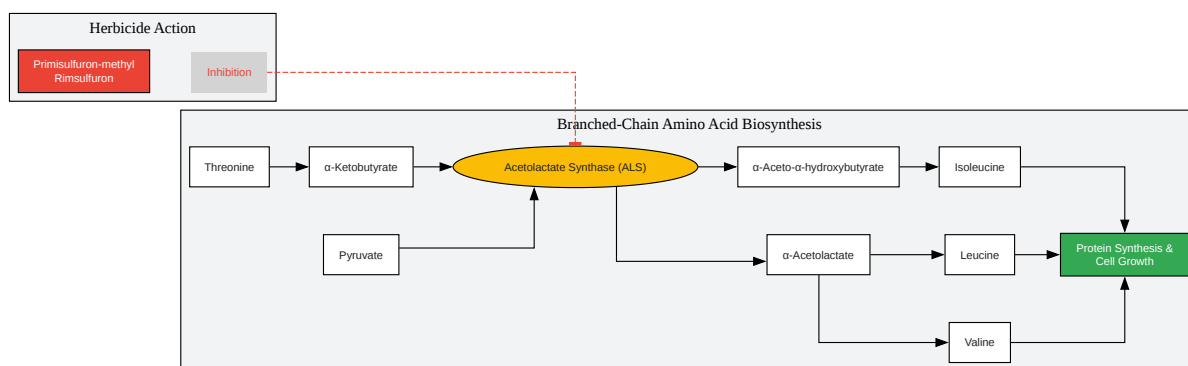 Herbicide Action
Primisulfuron-methyl
Rimsulfuron
Inhibition
Branched-Chain Amino Acid Biosynthesis
Threonine
α-Ketobutyrate
Acetolactate Synthase (ALS)
α-Aceto-α-hydroxybutyrate
Isoleucine
Pyruvate
α-Acetolactate
Leucine
Protein Synthesis &
Cell Growth
Valine